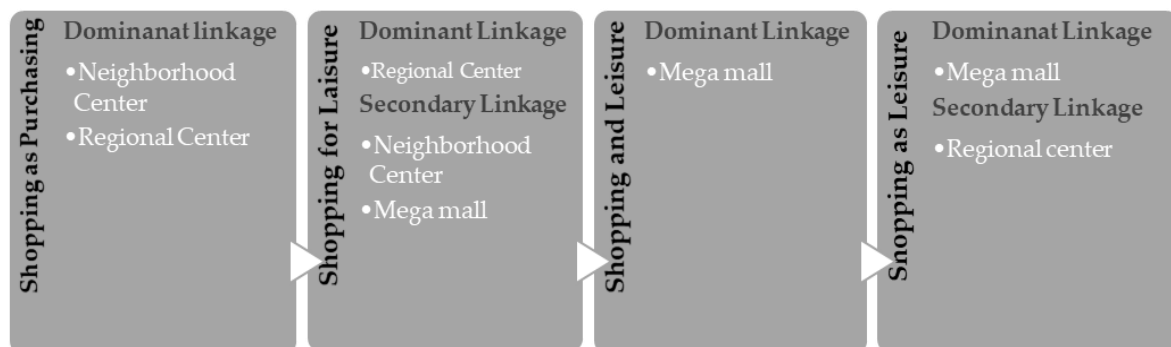 Shopping as Purchasing
Dominanat linkage
•Neighborhood
Center
•Regional Center
Shopping for Laisure
Dominant Linkage
•Regional Center
Secondary Linkage
•Neighborhood
Center
•Mega mall
Shopping and Leisure
Dominant Linkage
•Mega mall
Snopping as Leisure
Dominanat Linkage
•Mega mall
Secondary Linkage
•Regional center